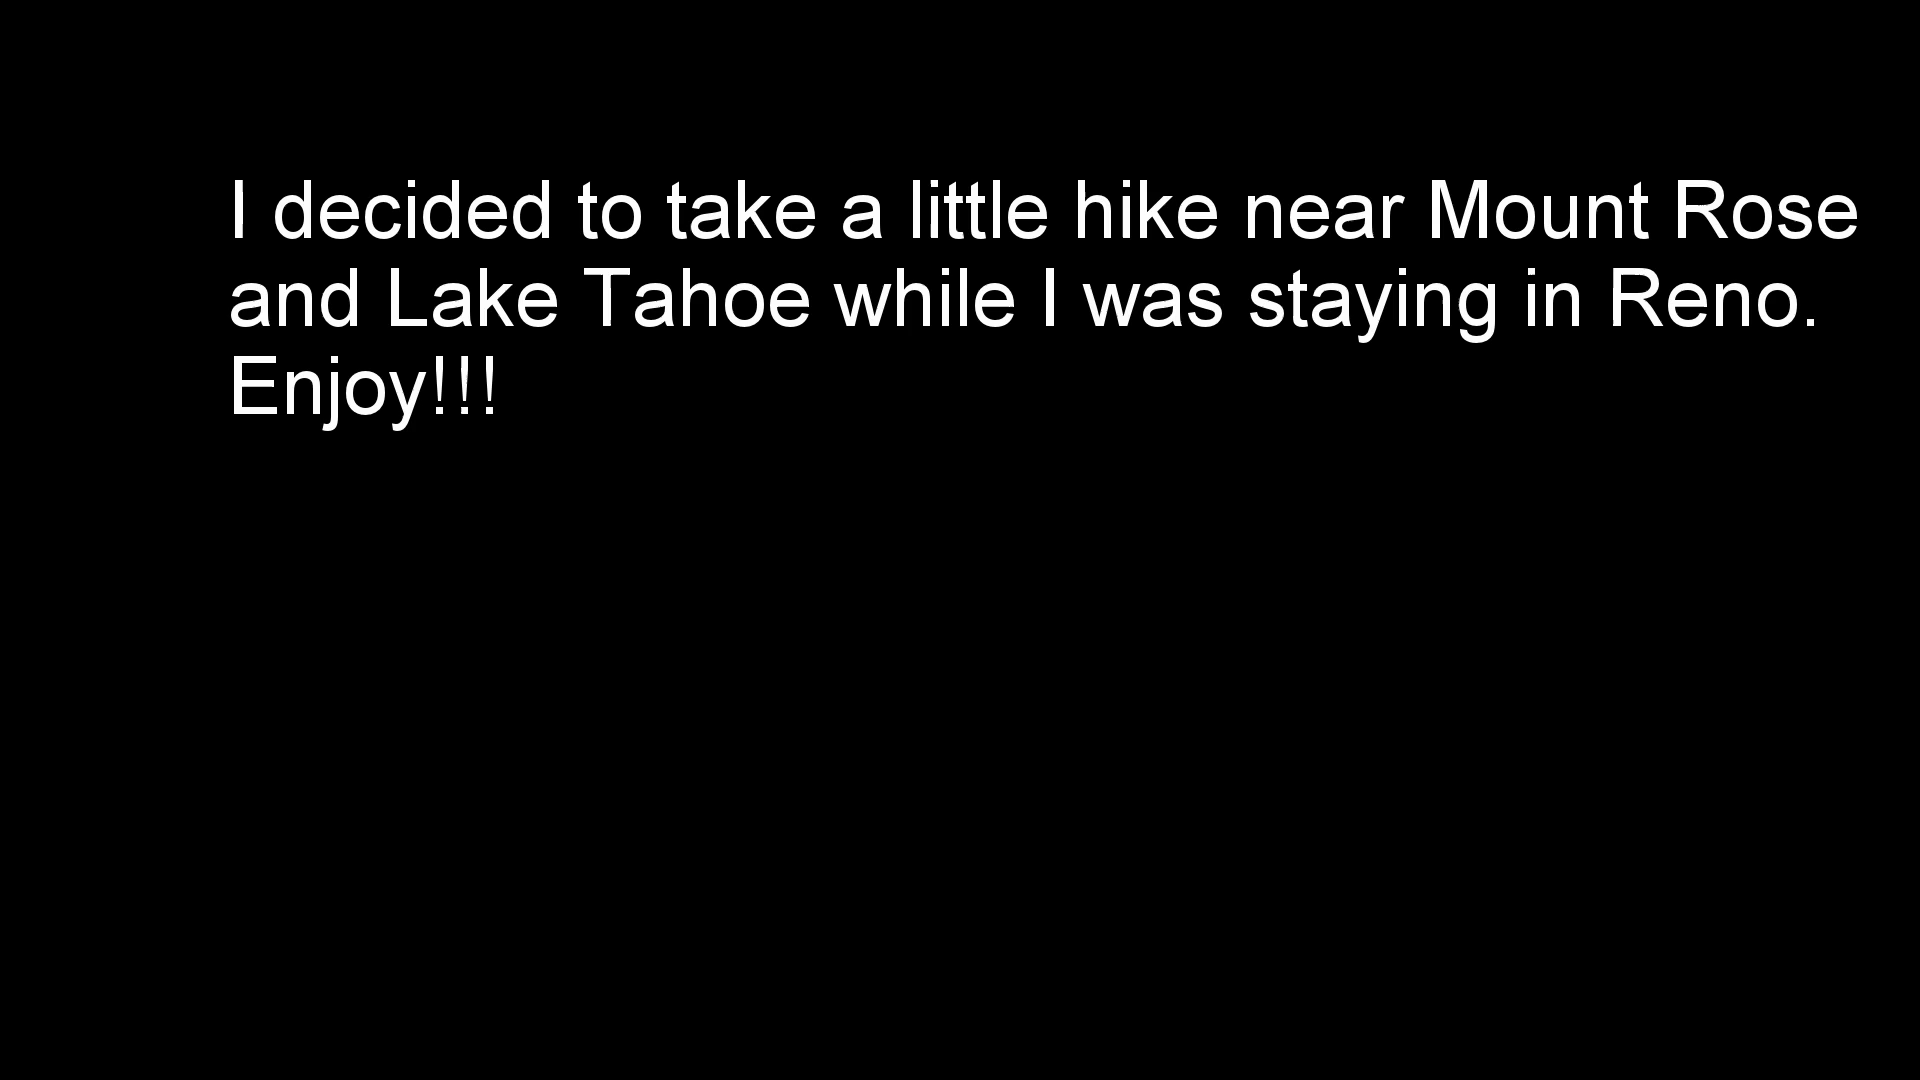 I decided to take a little hike near Mount Rose
and Lake Tahoe while I was staying in Reno.
Enjoy!!!